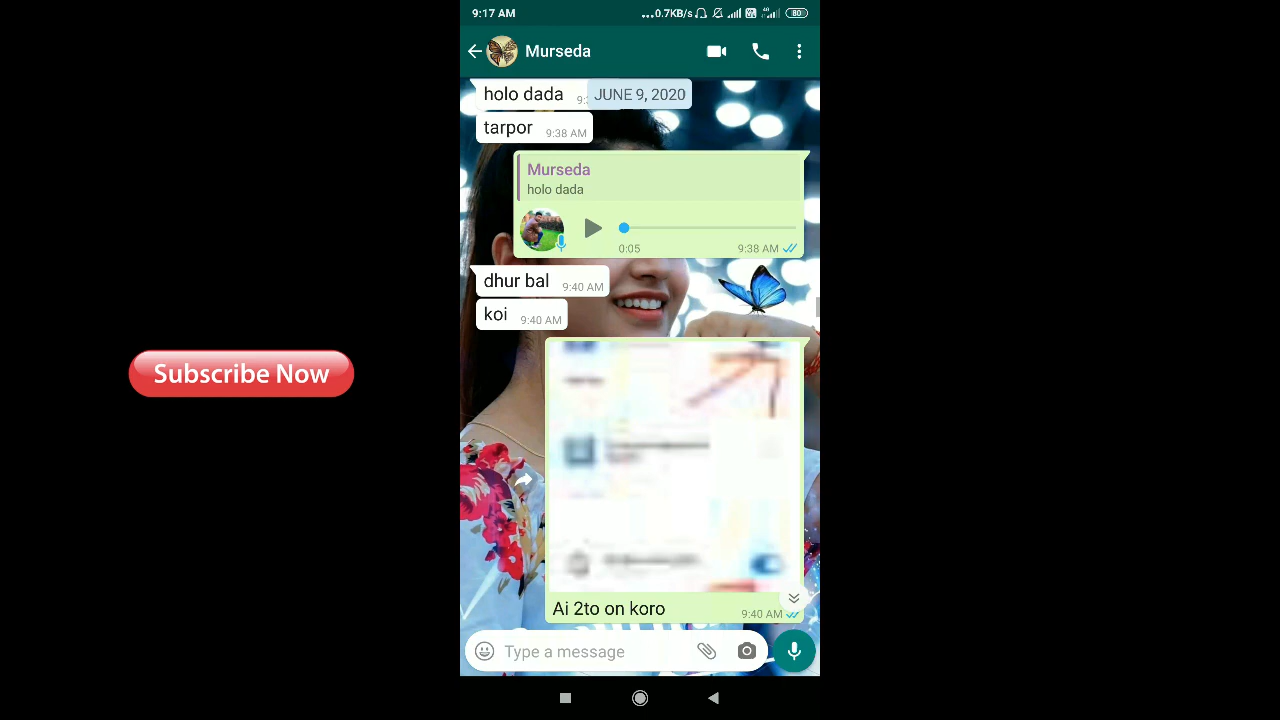 9:17 AM
...0.7KB/s
4G
80
Murseda
JUNE 9, 2020
holo dada
tarpor 9:38 AM
Murseda
holo dada
0:05 9:38 AM
dhur bal 9:40 AM
koi 9:40 AM
Subscribe Now
Ai 2to on koro 9:40 AM
Type a message